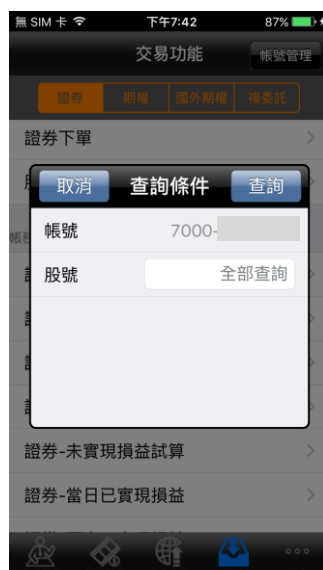 無 SIM 卡 下午7:42 87%
交易功能 帳號管理
證券 期權 國外期權 複委託
證券下單
取消 查詢條件 查詢
帳號 7000-
股號 全部查詢
證券-未實現損益試算
證券-當日已實現損益